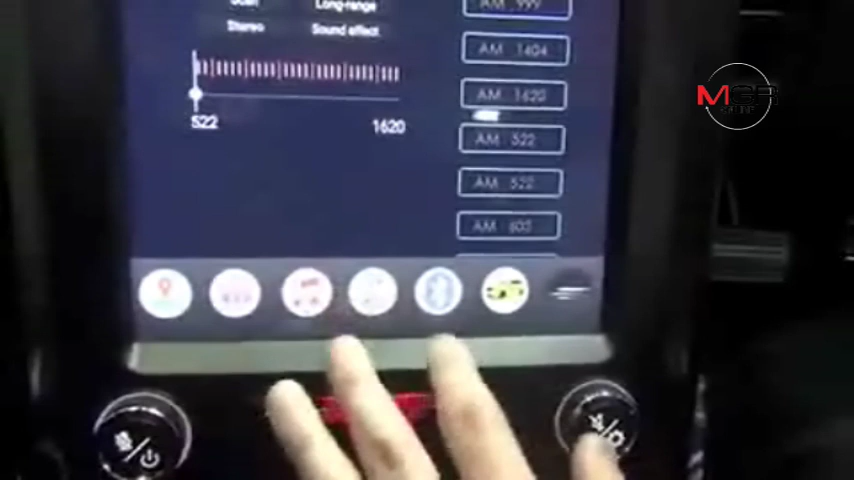 Scan Long-range
Stereo Sound effect
522 1620
AM 999
AM 1404
AM 1620
AM 522
AM 522
AM 603